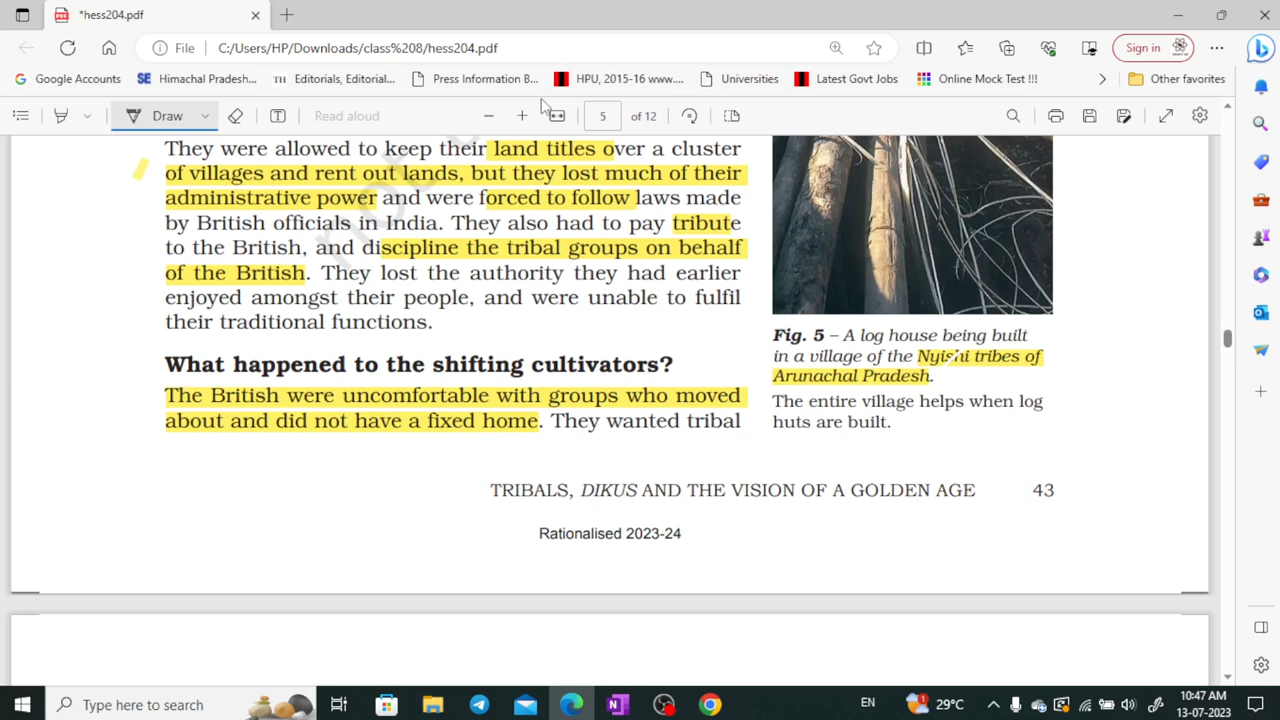 *hess204.pdf
File C:/Users/HP/Downloads/class%208/hess204.pdf Sign in
Google Accounts SE Himachal Pradesh... TH Editorials, Editorial... Press Information B... HPU, 2015-16 www.... Universities Latest Govt Jobs Online Mock Test !!! Other favorites
Draw Read aloud 5 of 12
They were allowed to keep their land titles over a cluster
of villages and rent out lands, but they lost much of their
administrative power and were forced to follow laws made
by British officials in India. They also had to pay tribute
to the British, and discipline the tribal groups on behalf
of the British. They lost the authority they had earlier
enjoyed amongst their people, and were unable to fulfil
their traditional functions.
What happened to the shifting cultivators?
The British were uncomfortable with groups who moved
about and did not have a fixed home. They wanted tribal
Fig. 5 – A log house being built
in a village of the Nyishi tribes of
Arunachal Pradesh.
The entire village helps when log
huts are built.
TRIBALS, DIKUS AND THE VISION OF A GOLDEN AGE 43
Rationalised 2023-24
not t
Type here to search EN 1 29°C 10:47 AM
13-07-2023